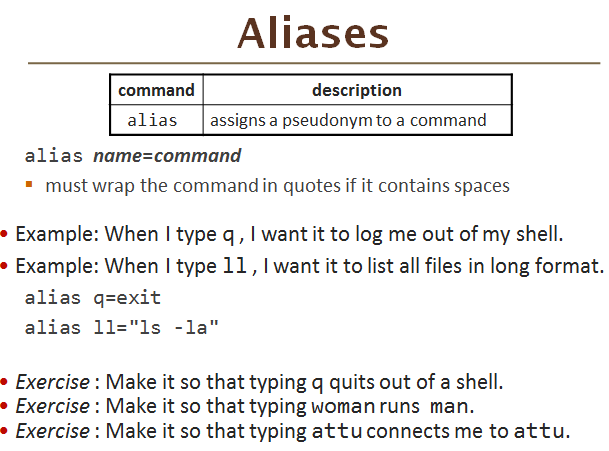 Aliases
command description
alias assigns a pseudonym to a command
alias name=command
▪ must wrap the command in quotes if it contains spaces
• Example: When I type q , I want it to log me out of my shell.
• Example: When I type ll , I want it to list all files in long format.
alias q=exit
alias ll="ls -la"
• Exercise : Make it so that typing q quits out of a shell.
• Exercise : Make it so that typing woman runs man.
• Exercise : Make it so that typing attu connects me to attu.